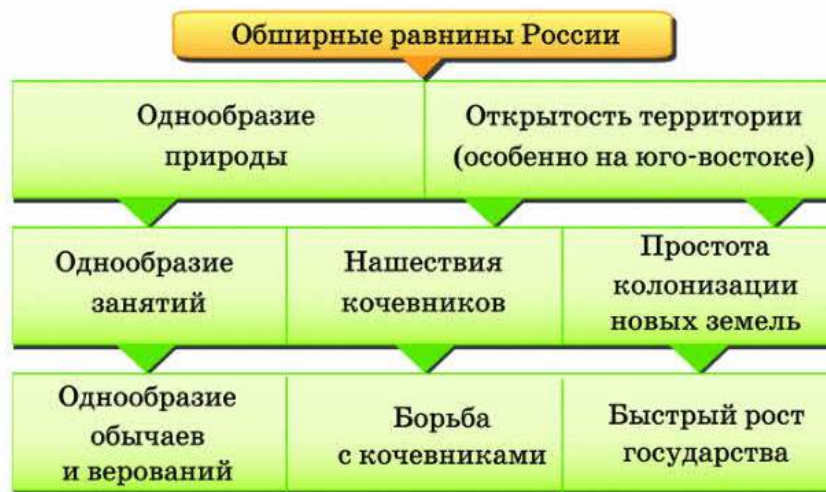 Обширные равнины России
Однообразие
природы
Открытость территории
(особенно на юго-востоке)
Однообразие
занятий
Нашествия
кочевников
Простота
колонизации
новых земель
Однообразие
обычаев
и верований
Борьба
с кочевниками
Быстрый рост
государства